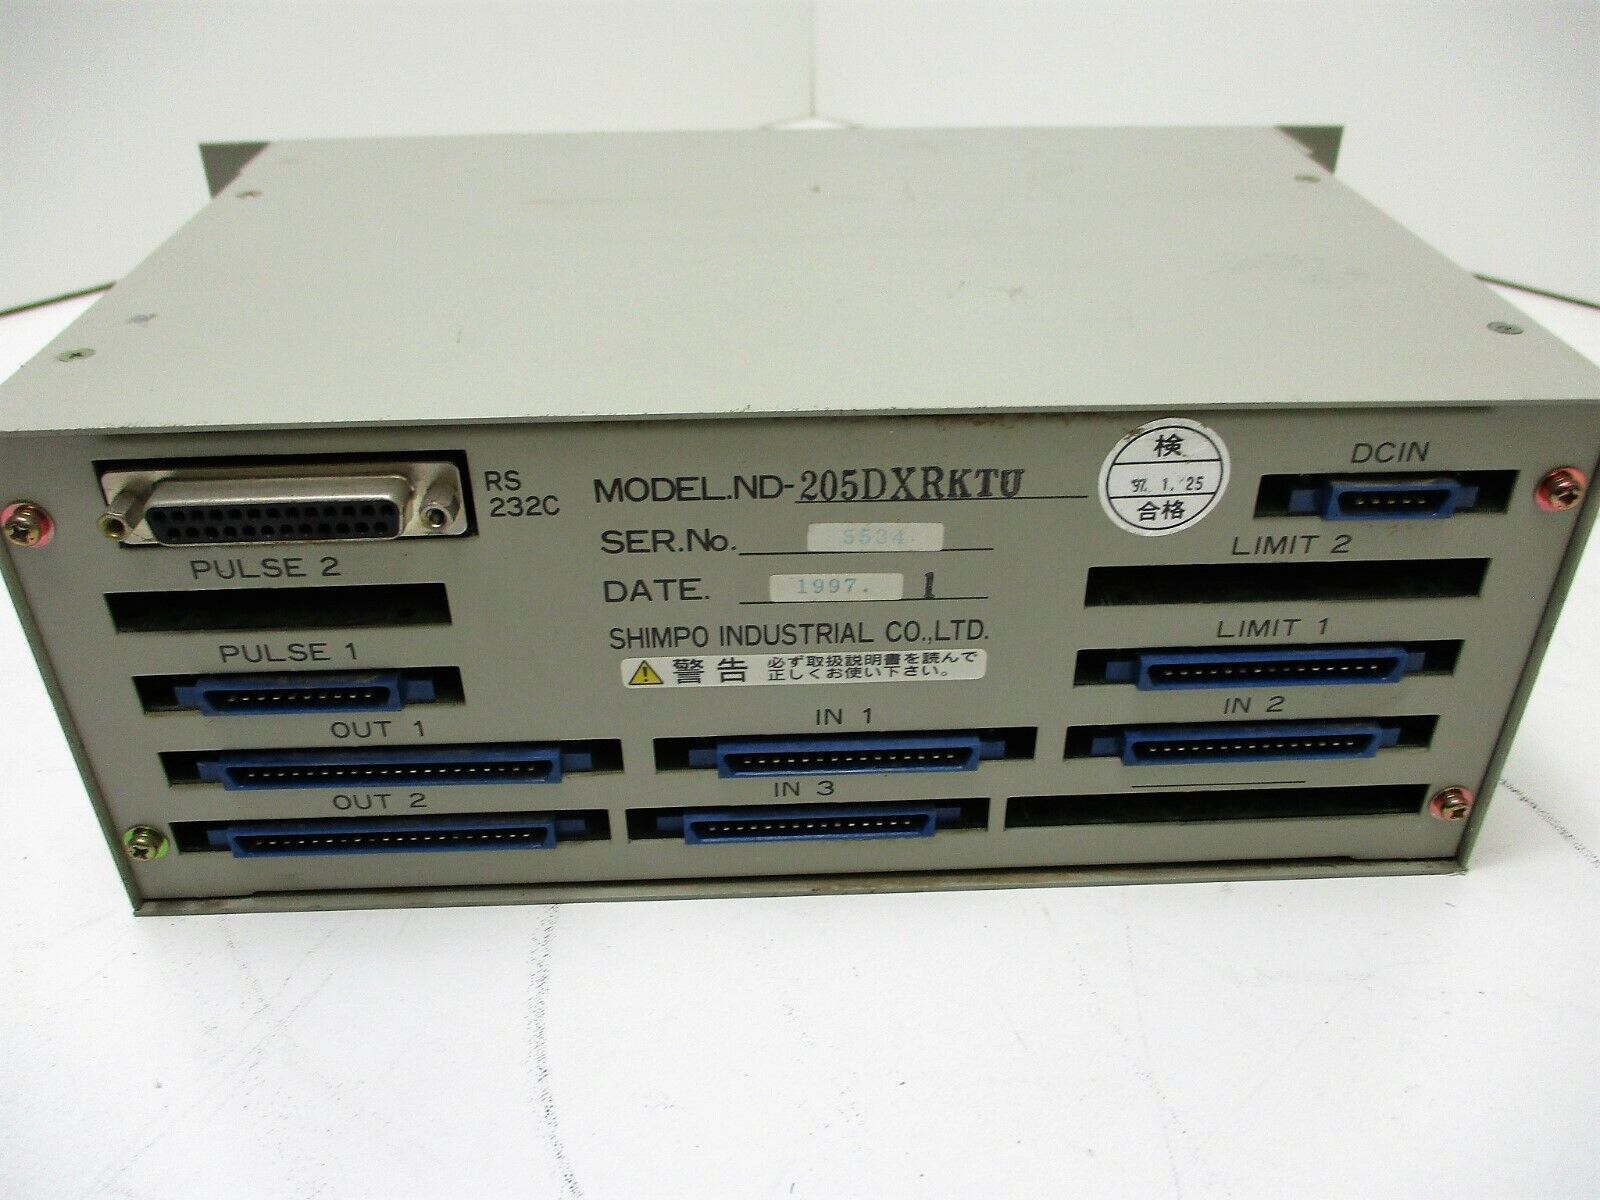 RS
232C
MODEL.ND-205DXRKTU
SER.No. 5534.
DATE. 1997. 1
SHIMPO INDUSTRIAL CO.,LTD.
警告 必ず取扱説明書を読んで
正しくお使い下さい。
検
97. 1. 25
合格
DCIN
PULSE 2
LIMIT 2
PULSE 1
LIMIT 1
OUT 1
IN 1
IN 2
OUT 2
IN 3